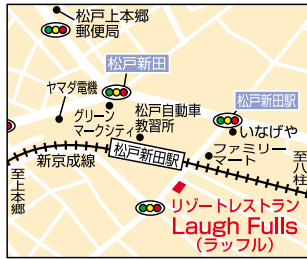 松戸上本郷
郵便局
松戸新田
ヤマダ電機
グリーン
マークシティ
松戸自動車
教習所
松戸新田駅
いなげや
ファミリー
マート
新京成線
松戸新田駅
至上本郷
至八柱
リゾートレストラン
Laugh Fulls
(ラッフル)